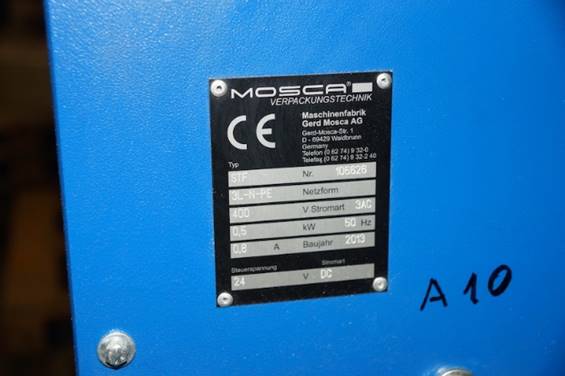 MOSCA®
VERPACKUNGSTECHNIK
CE
Maschinenfabrik
Gerd Mosca AG
Gerd-Mosca-Str. 1
D - 69429 Waldbrunn
Germany
Telefon (0 62 74) 9 32-0
Telefax (0 62 74) 9 32-2 40
Typ
STF Nr. 106626
3L-N-PE Netzform
400 V Stromart 3AC
0,5 kW 50 Hz
0,8 A Baujahr 2013
Steuerspannung Stromart
24 V DC
A 10